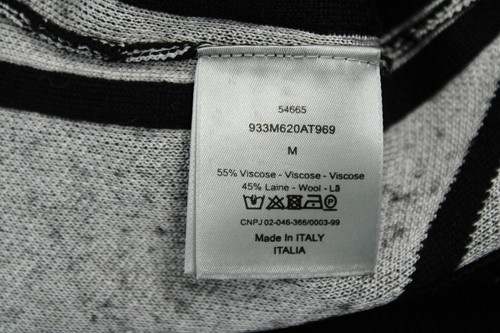 54665
933M620AT969
M
55% Viscose - Viscose - Viscose
45% Laine - Wool - Lã
CNPJ 02-046-366/0003-99
Made In ITALY
ITALIA